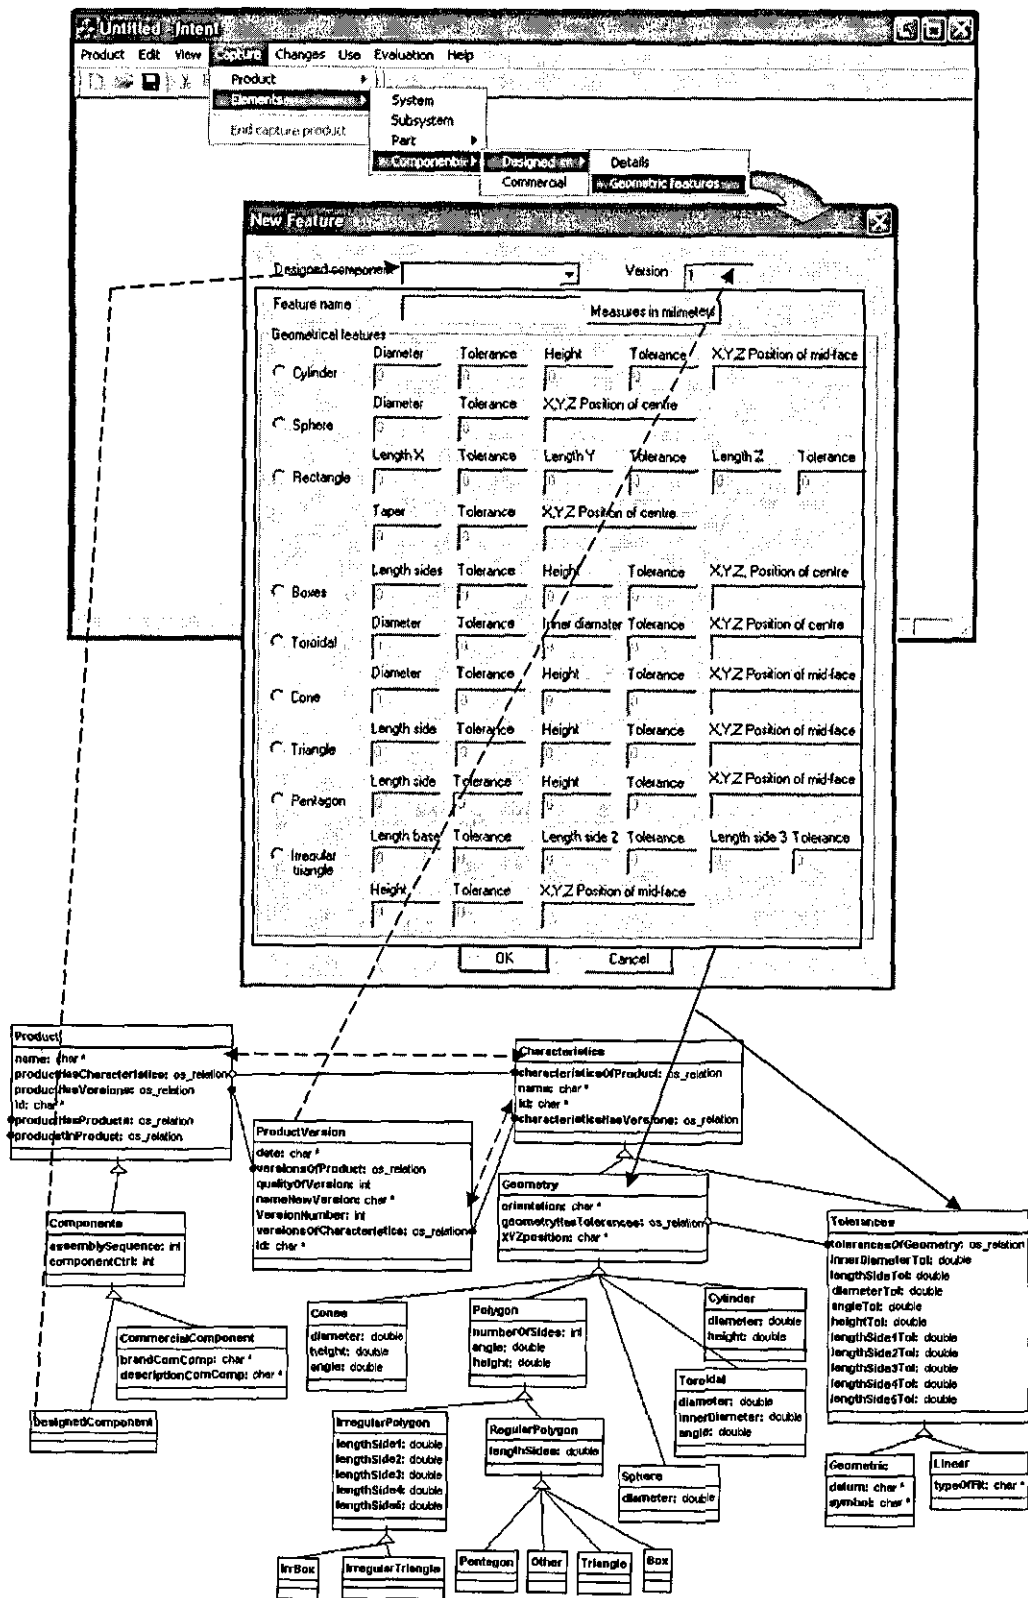 Untitled - Intent
Product Edit View Capture Changes Use Evaluation Help
Product
Elements
End capture product
System
Subsystem
Part
Components
Designed
Commercial
Details
Geometric features
New Feature
Designed component
Version 1
Feature name
Measures in milimeters
Geometrical features
Cylinder
Diameter Tolerance Height Tolerance X,Y,Z Position of mid-face
Sphere
Diameter Tolerance X,Y,Z Position of centre
Rectangle
Length X Tolerance Length Y Tolerance Length Z Tolerance
Taper Tolerance X,Y,Z Position of centre
Boxes
Length sides Tolerance Height Tolerance X,Y,Z, Position of centre
Toroidal
Diameter Tolerance Inner diamater Tolerance X,Y,Z Position of centre
Cone
Diameter Tolerance Height Tolerance X,Y,Z Position of mid-face
Triangle
Length side Tolerance Height Tolerance X,Y,Z Position of mid-face
Pentagon
Length side Tolerance Height Tolerance X,Y,Z Position of mid-face
Irregular
triangle
Length base Tolerance Length side 2 Tolerance Length side 3 Tolerance
Height Tolerance X,Y,Z Position of mid-face
OK Cancel
Product
name: char *
productHasCharacteristics: os_relation
productHasVersions: os_relation
id: char *
productHasProducts: os_relation
productInProduct: os_relation
Characteristics
characteristicsOfProduct: os_relation
name: char *
id: char *
characteristicsHasVersions: os_relation
ProductVersion
date: char *
versionsOfProduct: os_relation
qualityOfVersion: int
nameNewVersion: char *
VersionNumber: int
versionsOfCharacteristics: os_relation
id: char *
Geometry
orientation: char *
geometryHasTolerances: os_relation
XYZposition: char *
Components
assemblySequence: int
componentCtrl: int
Tolerances
tolerancesOfGeometry: os_relation
innerDiameterTol: double
lengthSideTol: double
diameterTol: double
angleTol: double
heightTol: double
lengthSide1Tol: double
lengthSide2Tol: double
lengthSide3Tol: double
lengthSide4Tol: double
lengthSide5Tol: double
CommercialComponent
brandComComp: char *
descriptionComComp: char *
DesignedComponent
Cones
diameter: double
height: double
angle: double
Polygon
numberOfSides: int
angle: double
height: double
Cylinder
diameter: double
height: double
Toroidal
diameter: double
innerDiameter: double
angle: double
IrregularPolygon
lengthSide1: double
lengthSide2: double
lengthSide3: double
lengthSide4: double
lengthSide5: double
RegularPolygon
lengthSides: double
Sphere
diameter: double
Geometric
datum: char *
symbol: char *
Linear
typeOfFit: char *
IrrBox
IrregularTriangle
Pentagon
Other
Triangle
Box